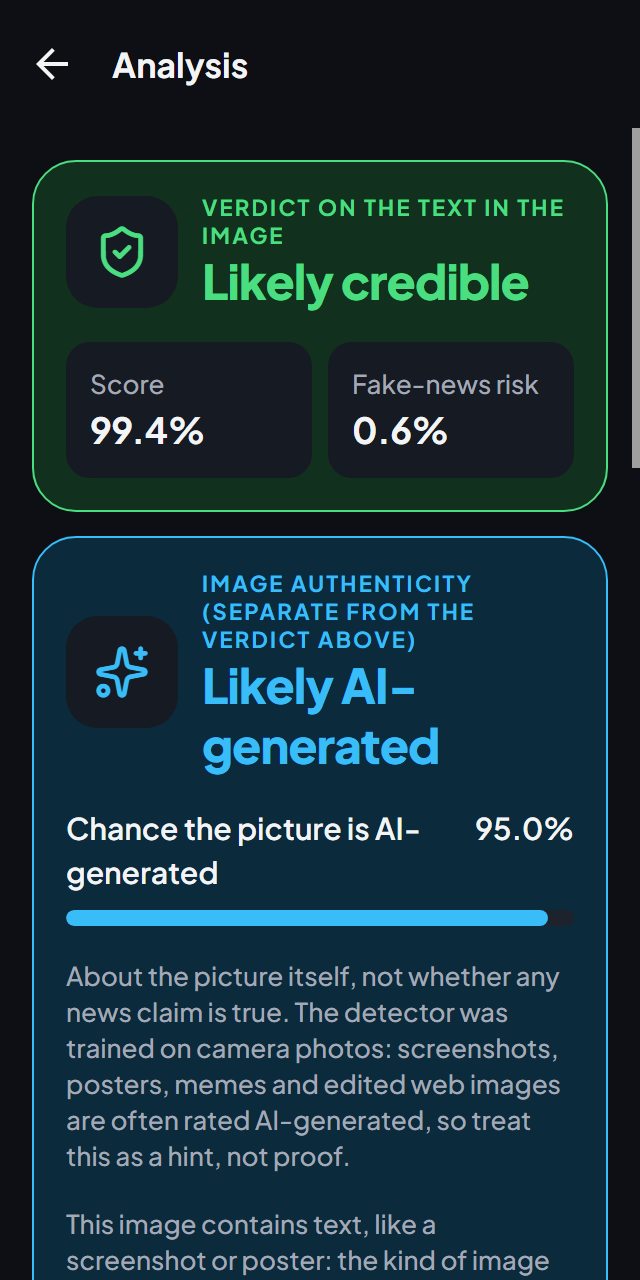 Analysis
VERDICT ON THE TEXT IN THE
IMAGE
Likely credible
Score
99.4%
Fake-news risk
0.6%
IMAGE AUTHENTICITY
(SEPARATE FROM THE
VERDICT ABOVE)
Likely AI-
generated
Chance the picture is AI-
generated
95.0%
About the picture itself, not whether any
news claim is true. The detector was
trained on camera photos: screenshots,
posters, memes and edited web images
are often rated AI-generated, so treat
this as a hint, not proof.
This image contains text, like a
screenshot or poster: the kind of image